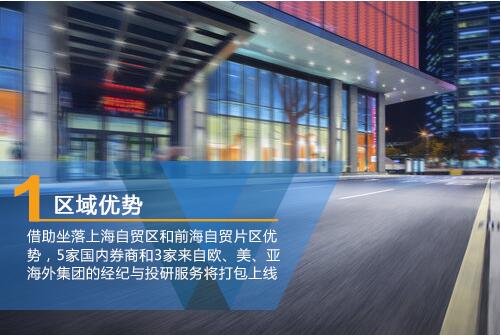 1 区域优势
借助坐落上海自贸区和前海自贸片区优
势，5家国内券商和3家来自欧、美、亚
海外集团的经纪与投研服务将打包上线